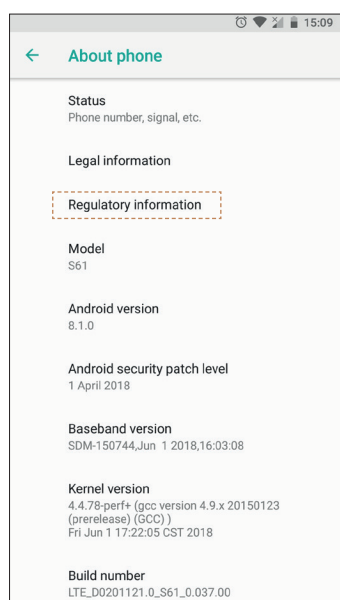 15:09
About phone
Status
Phone number, signal, etc.
Legal information
Regulatory information
Model
S61
Android version
8.1.0
Android security patch level
1 April 2018
Baseband version
SDM-150744,Jun 1 2018,16:03:08
Kernel version
4.4.78-perf+ (gcc version 4.9.x 20150123
(prerelease) (GCC) )
Fri Jun 1 17:22:05 CST 2018
Build number
LTE_D0201121.0_S61_0.037.00